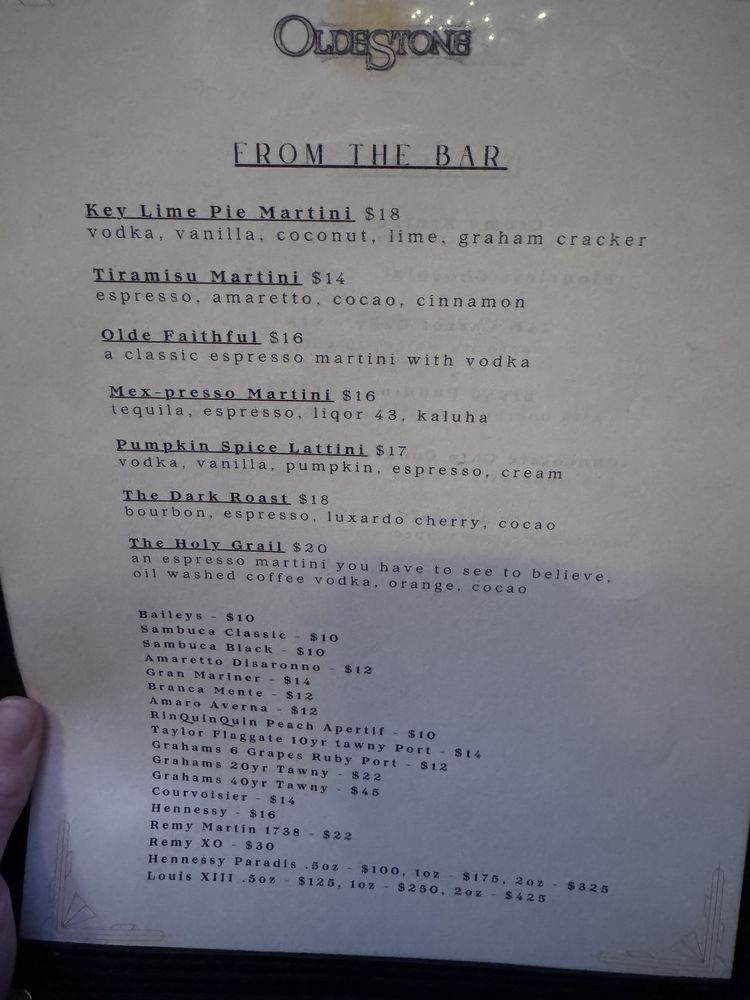 OLDESTONE
FROM THE BAR
Key Lime Pie Martini $18
vodka, vanilla, coconut, lime, graham cracker
Tiramisu Martini $14
espresso, amaretto, cocao, cinnamon
Olde Faithful $16
a classic espresso martini with vodka
Mex-presso Martini $16
tequila, espresso, liqor 43, kaluha
Pumpkin Spice Lattini $17
vodka, vanilla, pumpkin, espresso, cream
The Dark Roast $18
bourbon, espresso, luxardo cherry, cocao
The Holy Grail $20
an espresso martini you have to see to believe,
oil washed coffee vodka, orange, cocao
Baileys - $10
Sambuca Classic - $10
Sambuca Black - $10
Amaretto Disaronno - $12
Gran Mariner - $14
Branca Mente - $12
Amaro Averna - $12
RinQuinQuin Peach Apertif - $10
Taylor Flaggate 10yr tawny Port - $14
Grahams 6 Grapes Ruby Port - $12
Grahams 20yr Tawny - $22
Grahams 40yr Tawny - $45
Courvoisier - $14
Hennessy - $16
Remy Martin 1738 - $22
Remy XO - $30
Hennessy Paradis .5oz - $100, 1oz - $175, 2oz - $325
Louis XIII .5oz - $125, 1oz - $250, 2oz - $425